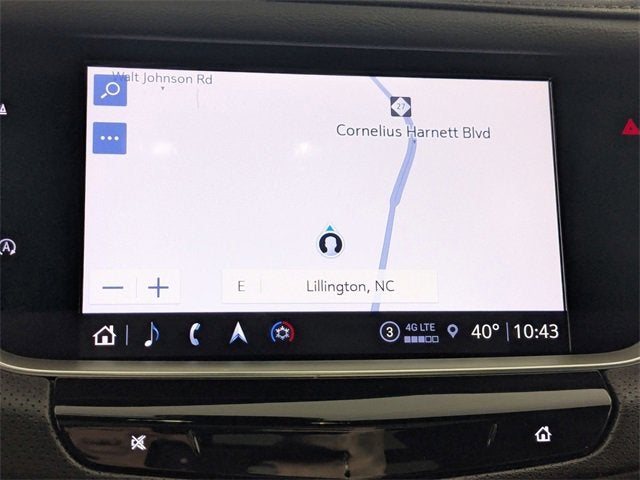 Walt Johnson Rd
27
Cornelius Harnett Blvd
A
E Lillington, NC
3 4G LTE 40° 10:43